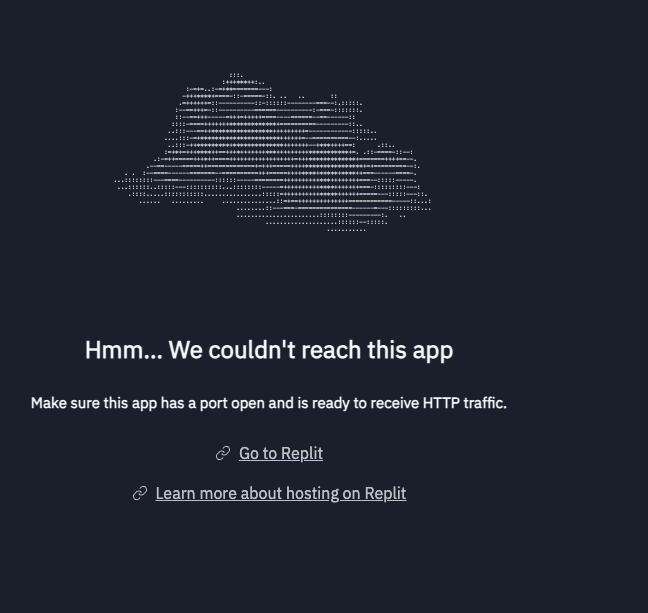 Hmm... We couldn't reach this app
Make sure this app has a port open and is ready to receive HTTP traffic.
Go to Replit
Learn more about hosting on Replit